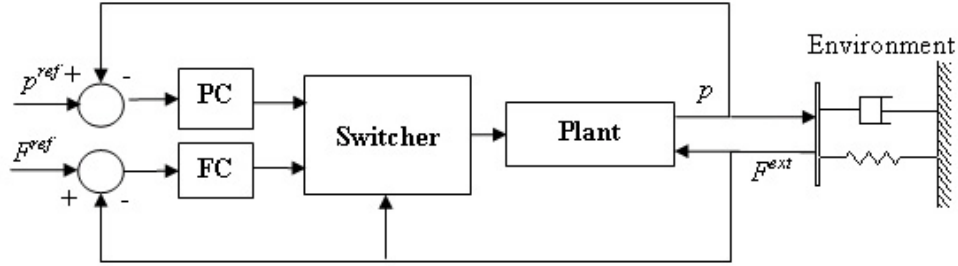 Environment
p^ref + -
PC
p
Switcher
Plant
F^ref
FC
F^ext
+ -